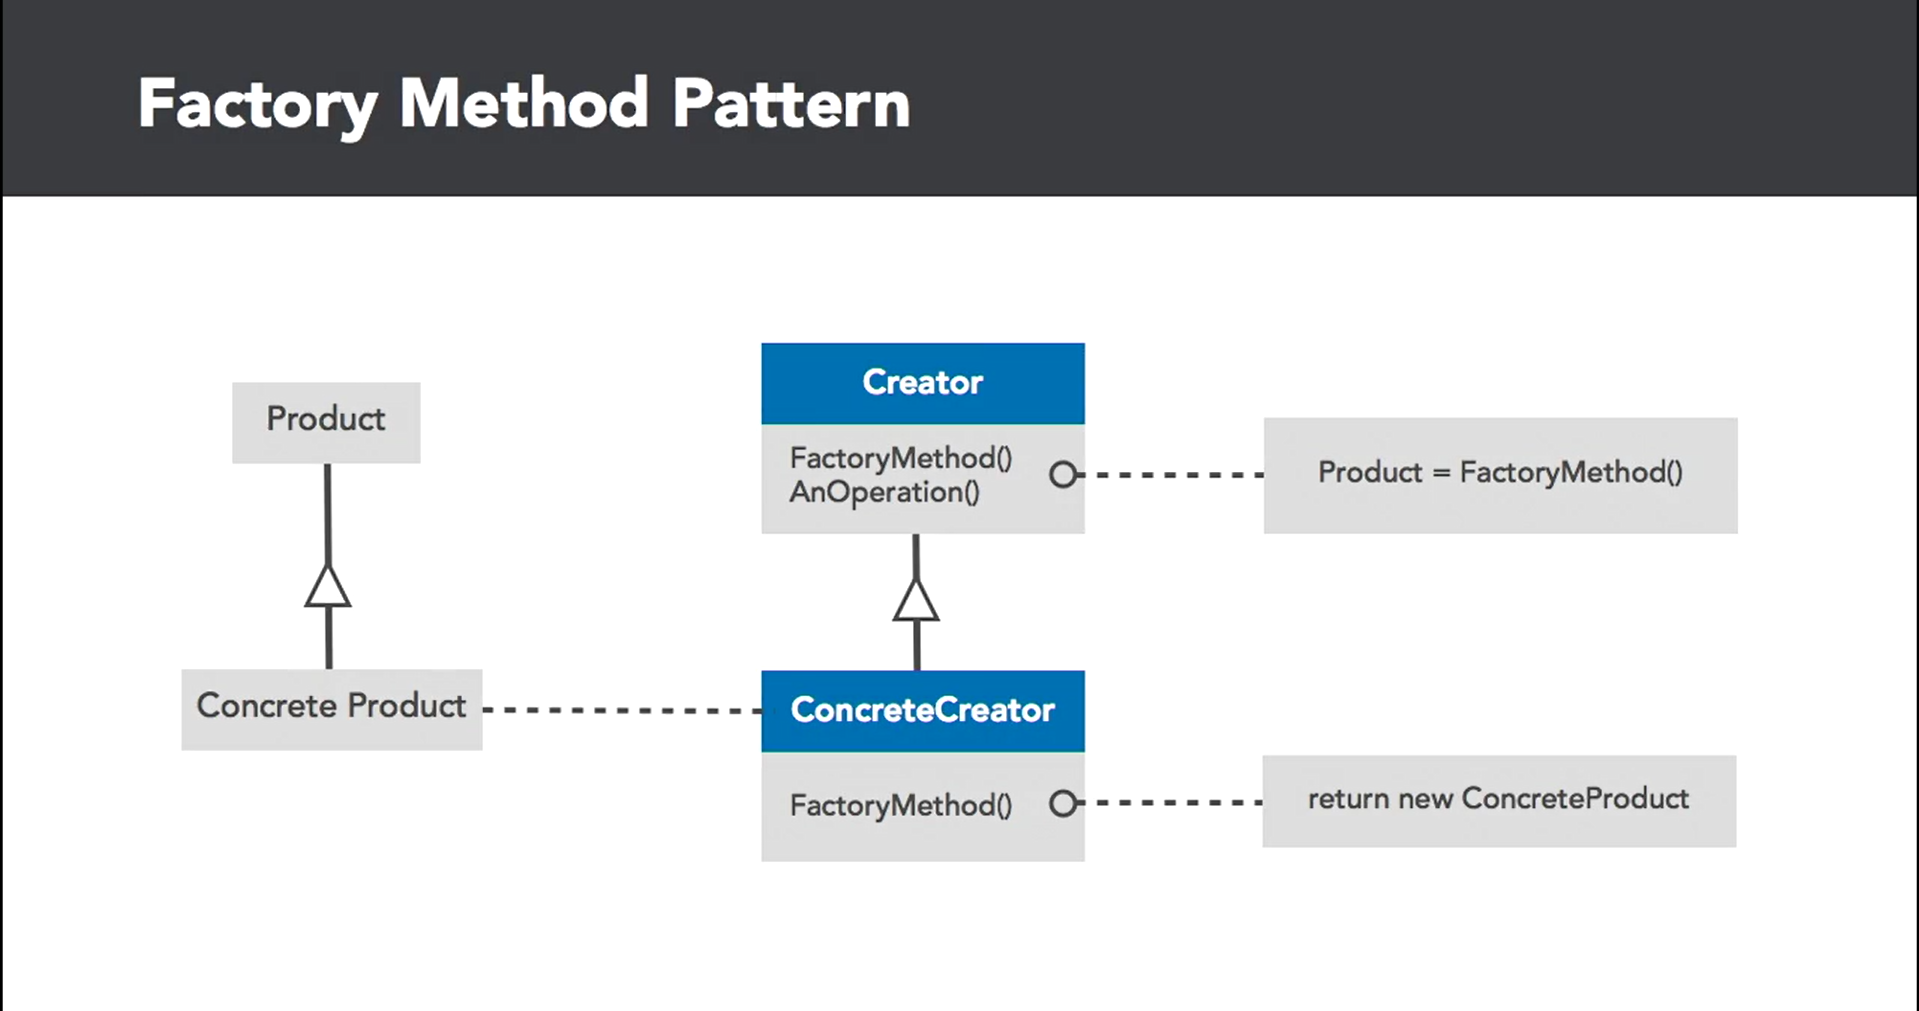 Factory Method Pattern
Product
Concrete Product
Creator
FactoryMethod()
AnOperation()
Product = FactoryMethod()
ConcreteCreator
FactoryMethod()
return new ConcreteProduct